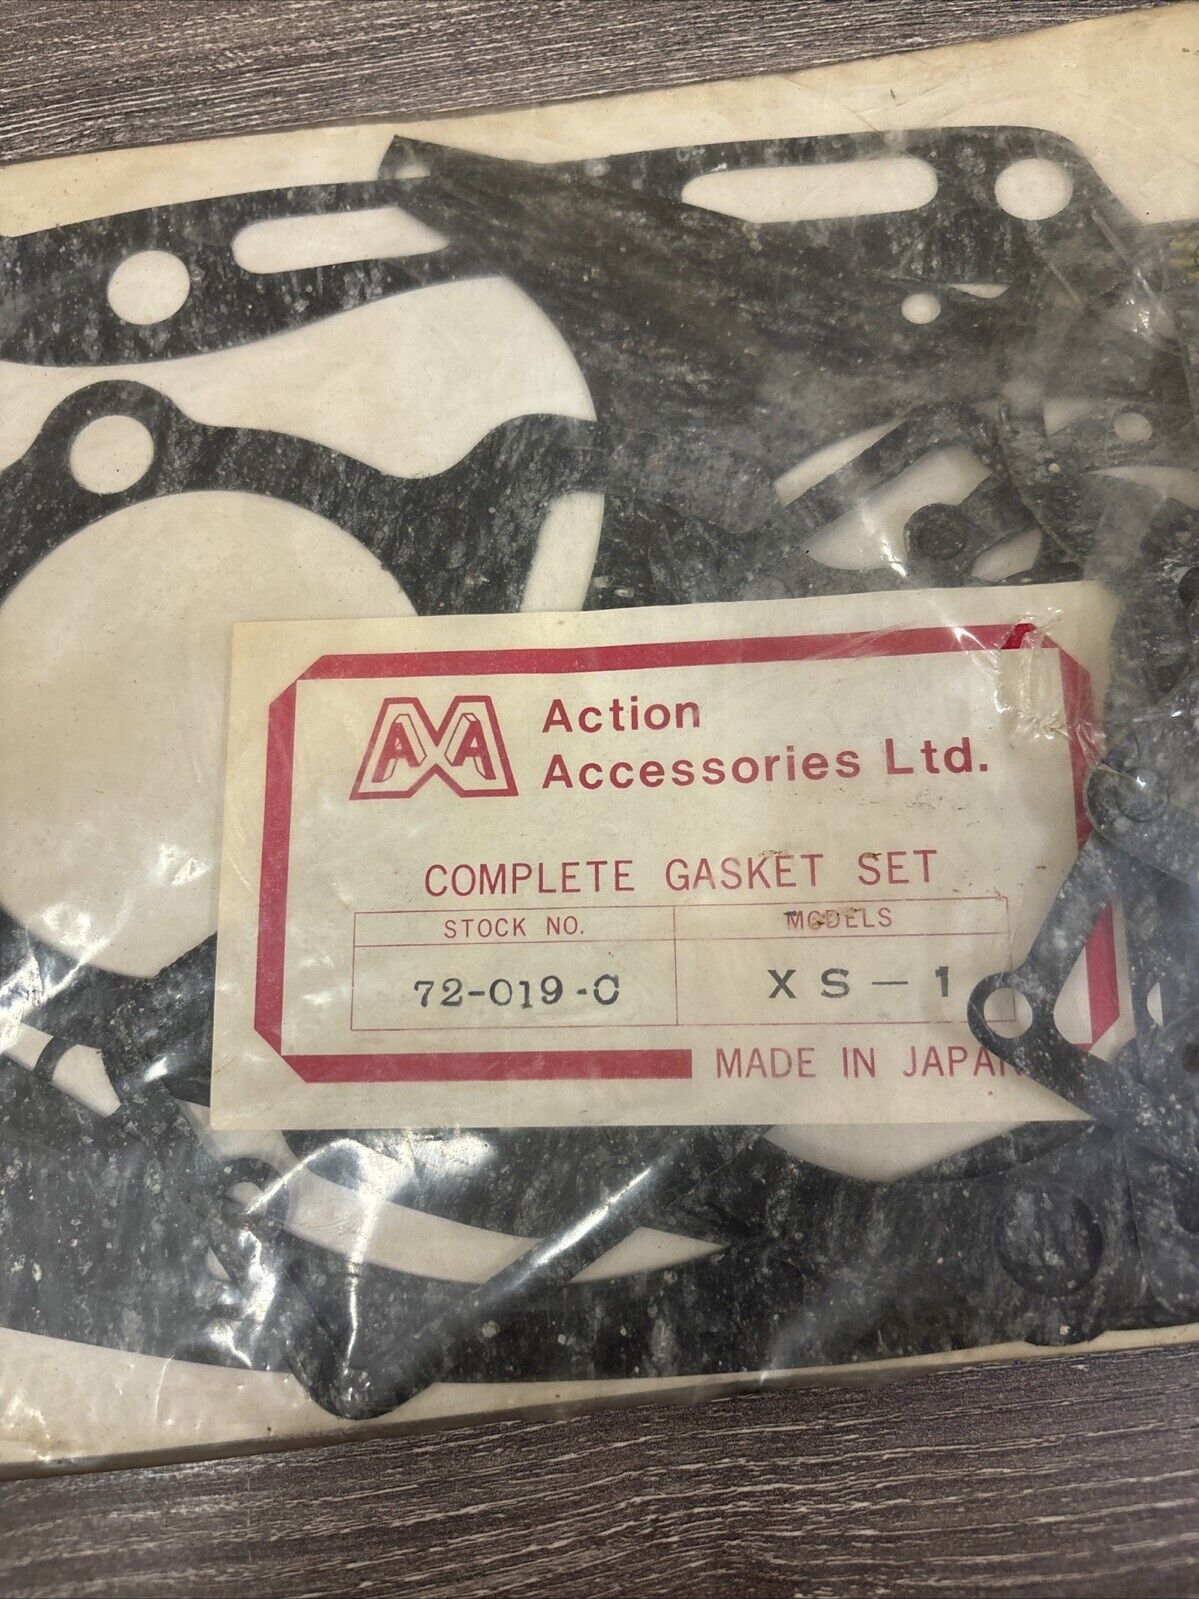 AA
Action
Accessories Ltd.
COMPLETE GASKET SET
STOCK NO. MODELS
72-019-C XS-1
MADE IN JAPAN